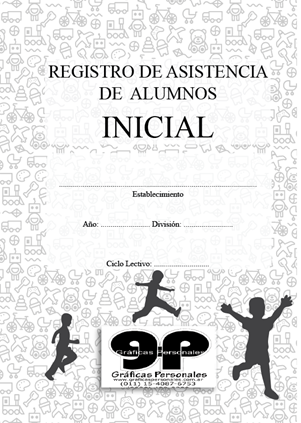 REGISTRO DE ASISTENCIA
DE ALUMNOS
INICIAL
Establecimiento
Año: ........................ División: ........................
Ciclo Lectivo: ..........................
gp
Gráficas Personales
Gráficas Personales
www.graficaspersonales.com.ar
(011) 15-4087-6753